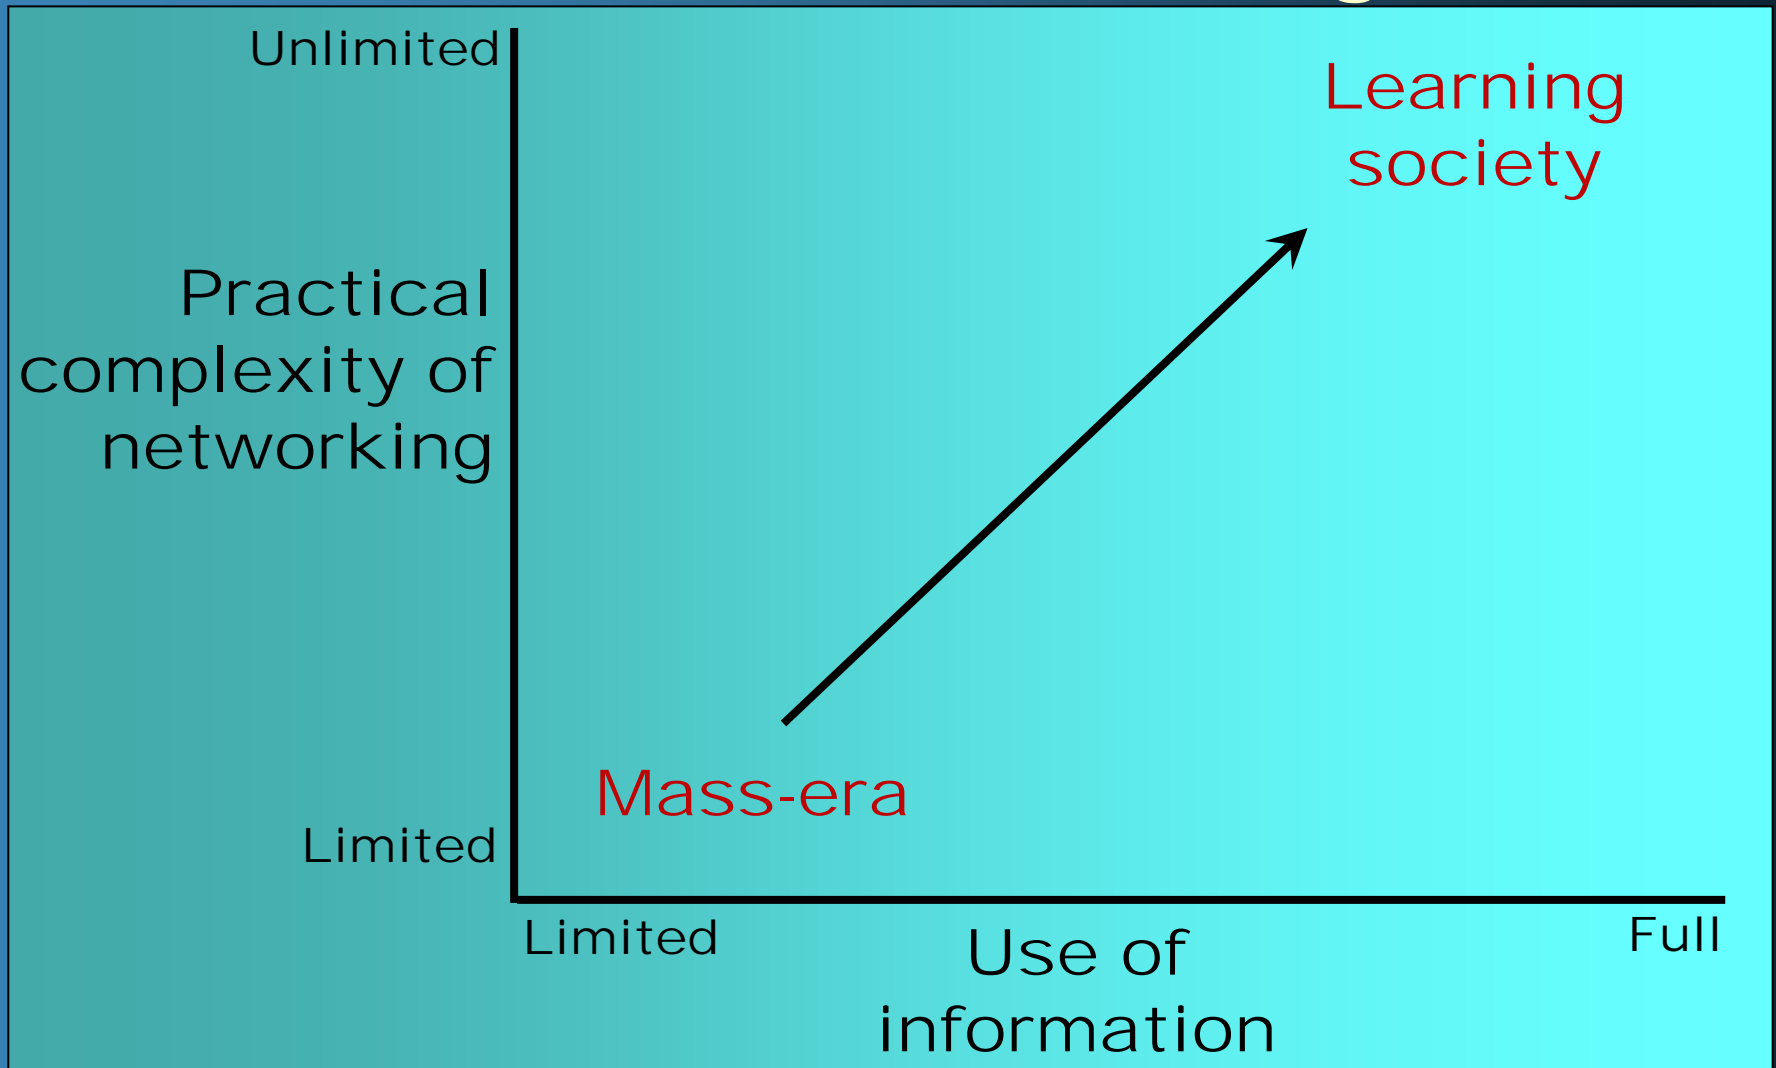 Unlimited
Learning
society
Practical
complexity of
networking
Mass-era
Limited
Limited
Full
Use of
information